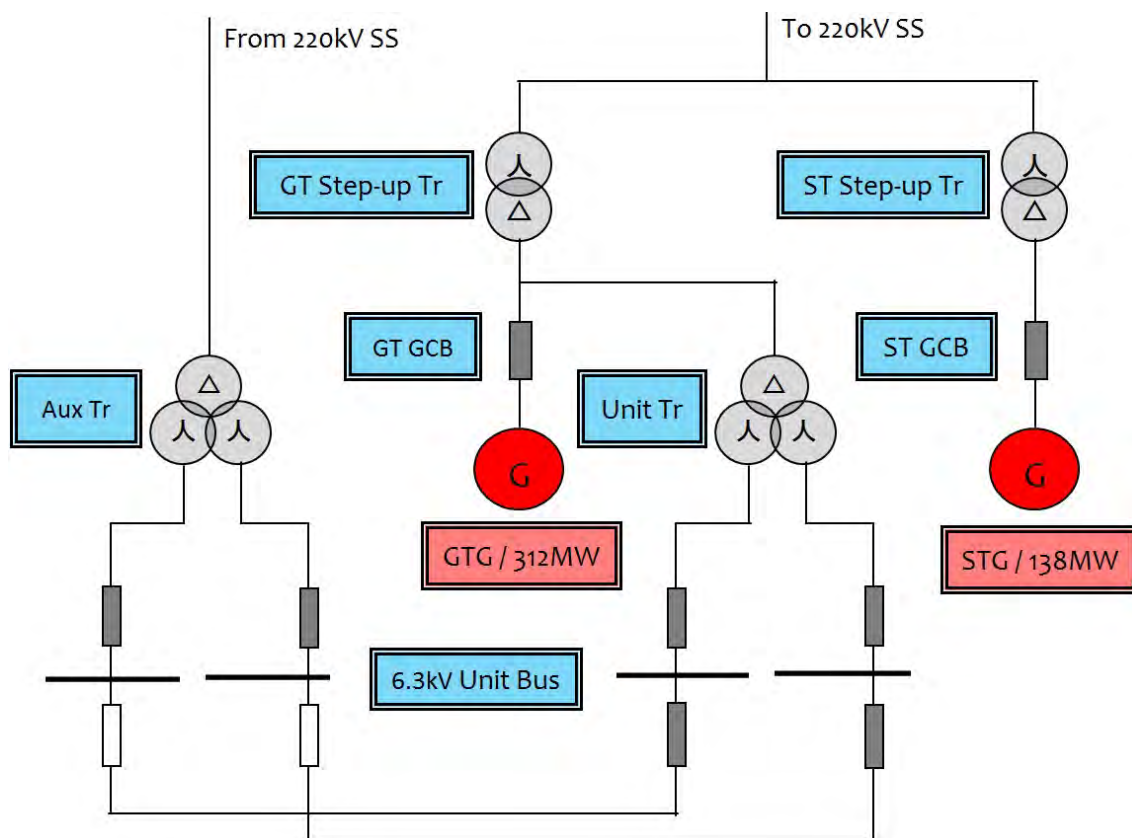 From 220kV SS
To 220kV SS
GT Step-up Tr
ST Step-up Tr
GT GCB
ST GCB
Aux Tr
Unit Tr
G
G
GTG / 312MW
STG / 138MW
6.3kV Unit Bus